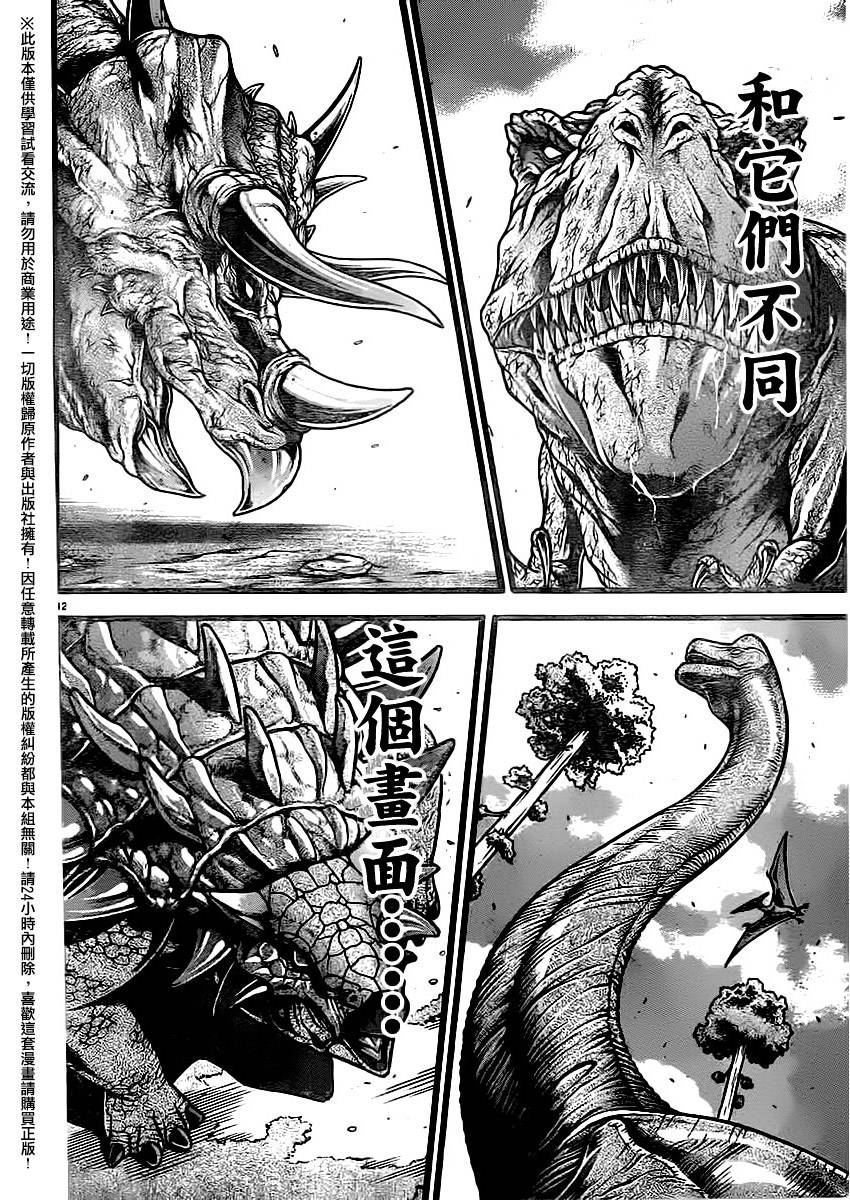 和它們不同
這個畫面……
12
※此版本僅供學習試看交流，請勿用於商業用途！一切版權歸原作者與出版社擁有！因任意轉載所產生的版權糾紛都與本組無關！請24小時內刪除，喜歡這套漫畫請購買正版！